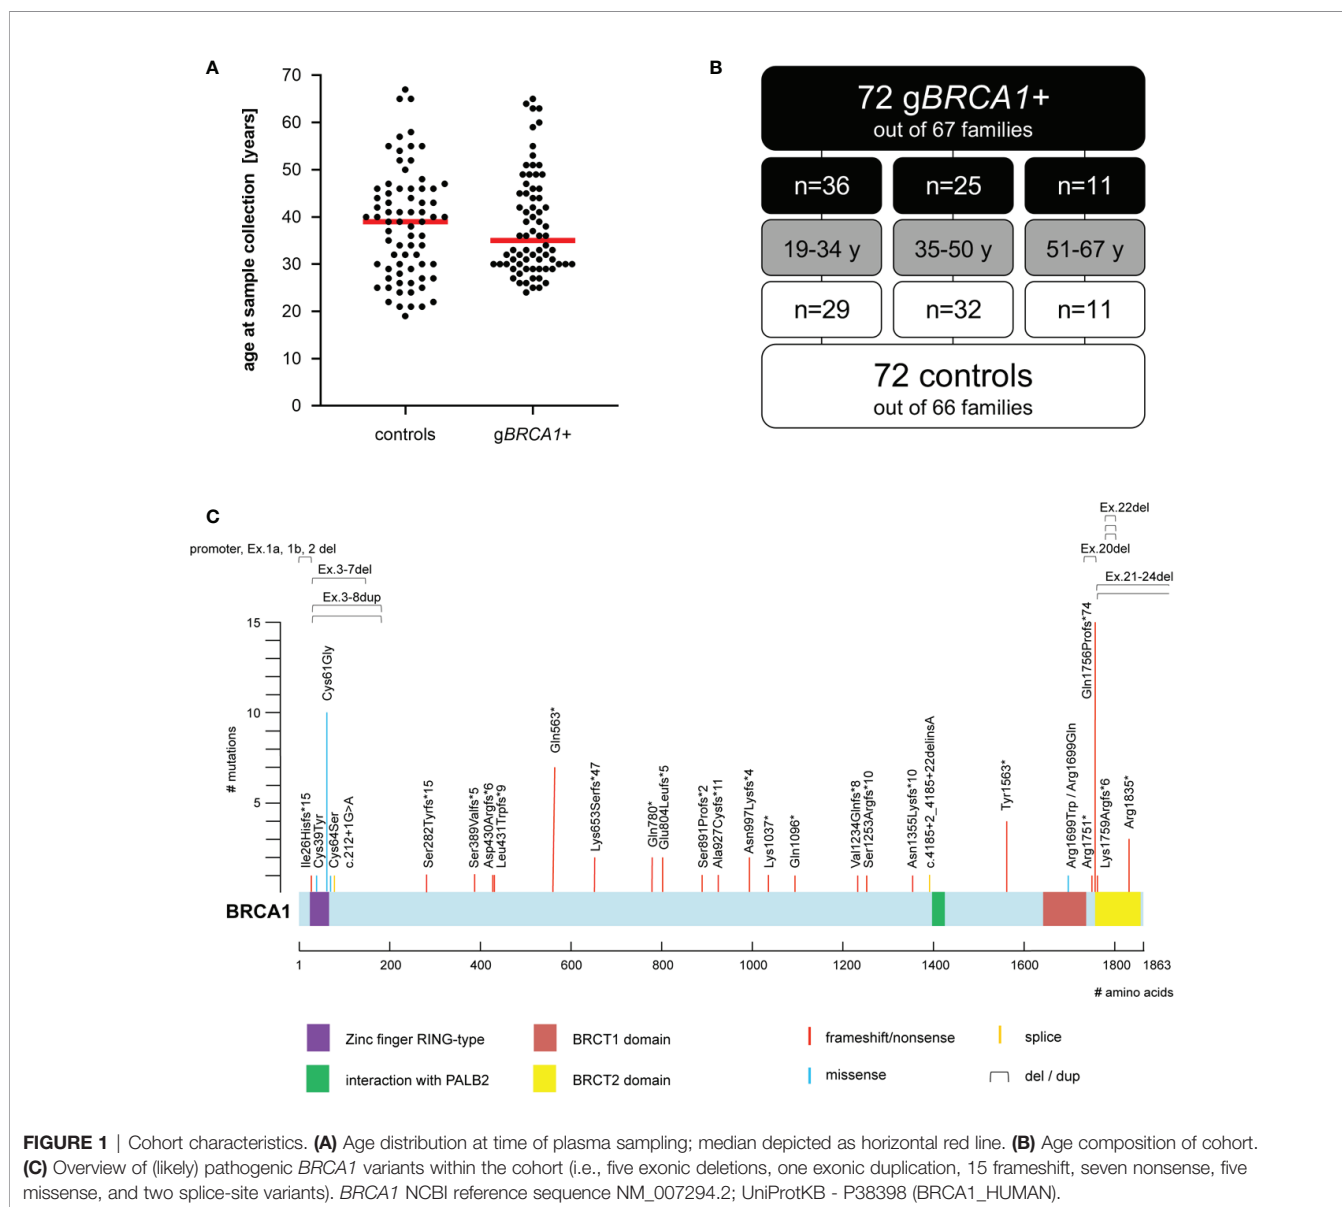 A
age at sample collection [years]
70
60
50
40
30
20
10
0
controls
gBRCA1+
B
72 gBRCA1+
out of 67 families
n=36
n=25
n=11
19-34 y
35-50 y
51-67 y
n=29
n=32
n=11
72 controls
out of 66 families
C
promoter, Ex.1a, 1b, 2 del
Ex.3-7del
Ex.3-8dup
Ex.22del
Ex.20del
Ex.21-24del
# mutations
15
10
5
Ile26Hisfs*15
Cys39Tyr
Cys61Gly
Cys64Ser
c.212+1G>A
Ser282Tyrfs*15
Ser389Valfs*5
Asp430Argfs*6
Leu431Trpfs*9
Gln563*
Lys653Serfs*47
Gln780*
Glu804Leufs*5
Ser891Profs*2
Ala927Cysfs*11
Asn997Lysfs*4
Lys1037*
Gln1096*
Val1234Glnfs*8
Ser1253Argfs*10
Asn1355Lysfs*10
c.4185+2_4185+22delinsA
Tyr1563*
Arg1699Trp / Arg1699Gln
Arg1751*
Gln1756Profs*74
Lys1759Argfs*6
Arg1835*
BRCA1
1
200
400
600
800
1000
1200
1400
1600
1800
1863
# amino acids
Zinc finger RING-type
BRCT1 domain
frameshift/nonsense
splice
interaction with PALB2
BRCT2 domain
missense
del / dup
FIGURE 1 | Cohort characteristics. (A) Age distribution at time of plasma sampling; median depicted as horizontal red line. (B) Age composition of cohort.
(C) Overview of (likely) pathogenic BRCA1 variants within the cohort (i.e., five exonic deletions, one exonic duplication, 15 frameshift, seven nonsense, five
missense, and two splice-site variants). BRCA1 NCBI reference sequence NM_007294.2; UniProtKB - P38398 (BRCA1_HUMAN).